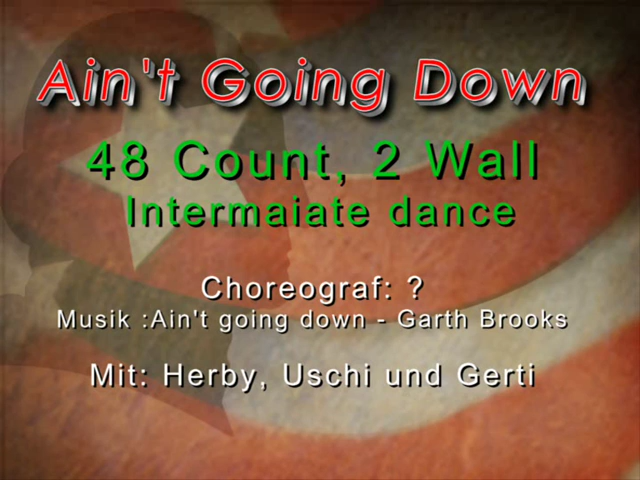 Ain't Going Down
48 Count, 2 Wall
Intermaiate dance
Choreograf: ?
Musik :Ain't going down - Garth Brooks
Mit: Herby, Uschi und Gerti